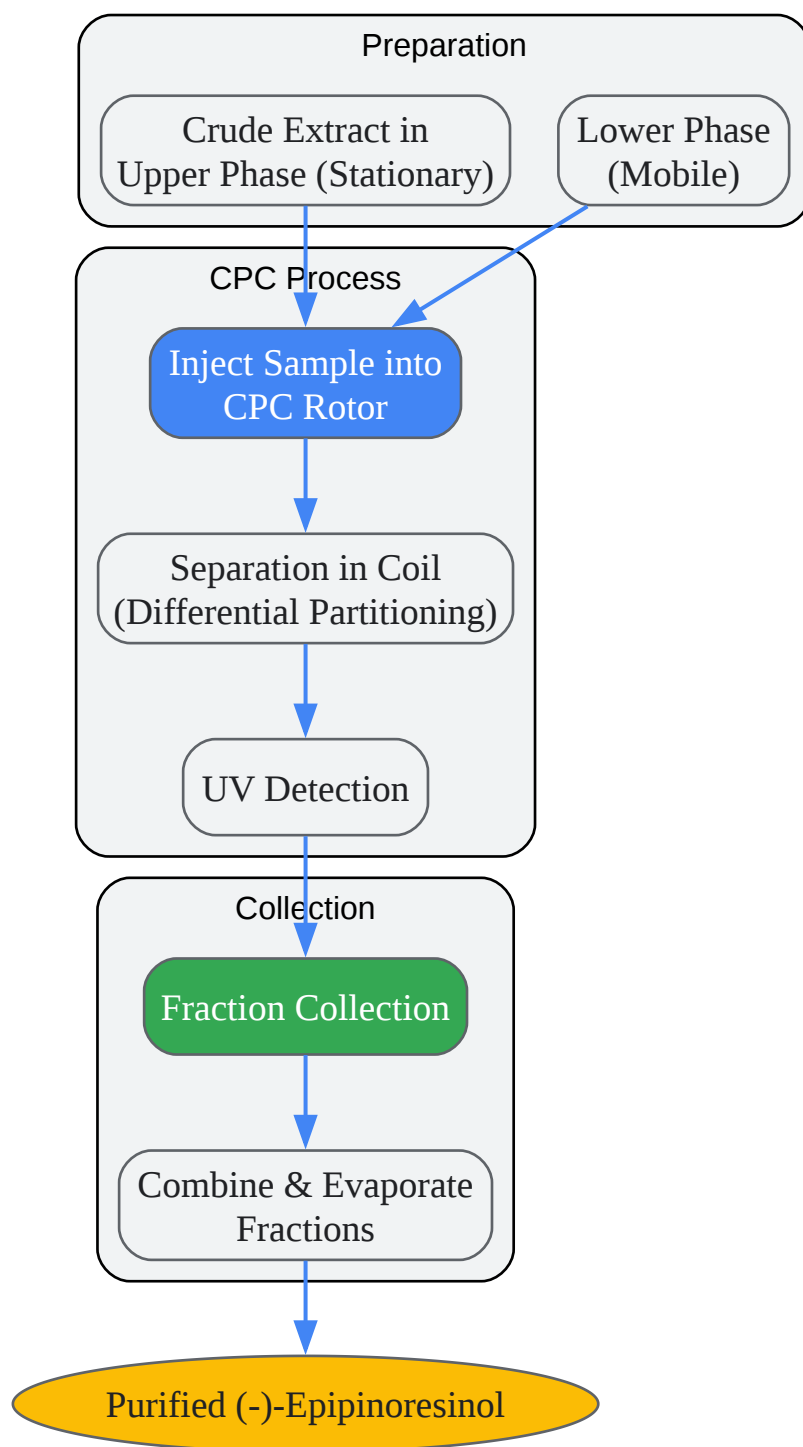 Preparation
Crude Extract in
Upper Phase (Stationary)
Lower Phase
(Mobile)
CPC Process
Inject Sample into
CPC Rotor
Separation in Coil
(Differential Partitioning)
UV Detection
Collection
Fraction Collection
Combine & Evaporate
Fractions
Purified (-)-Epipinoresinol